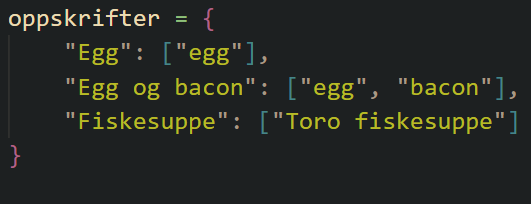 oppskrifter = {
    "Egg": ["egg"],
    "Egg og bacon": ["egg", "bacon"],
    "Fiskesuppe": ["Toro fiskesuppe"]
}